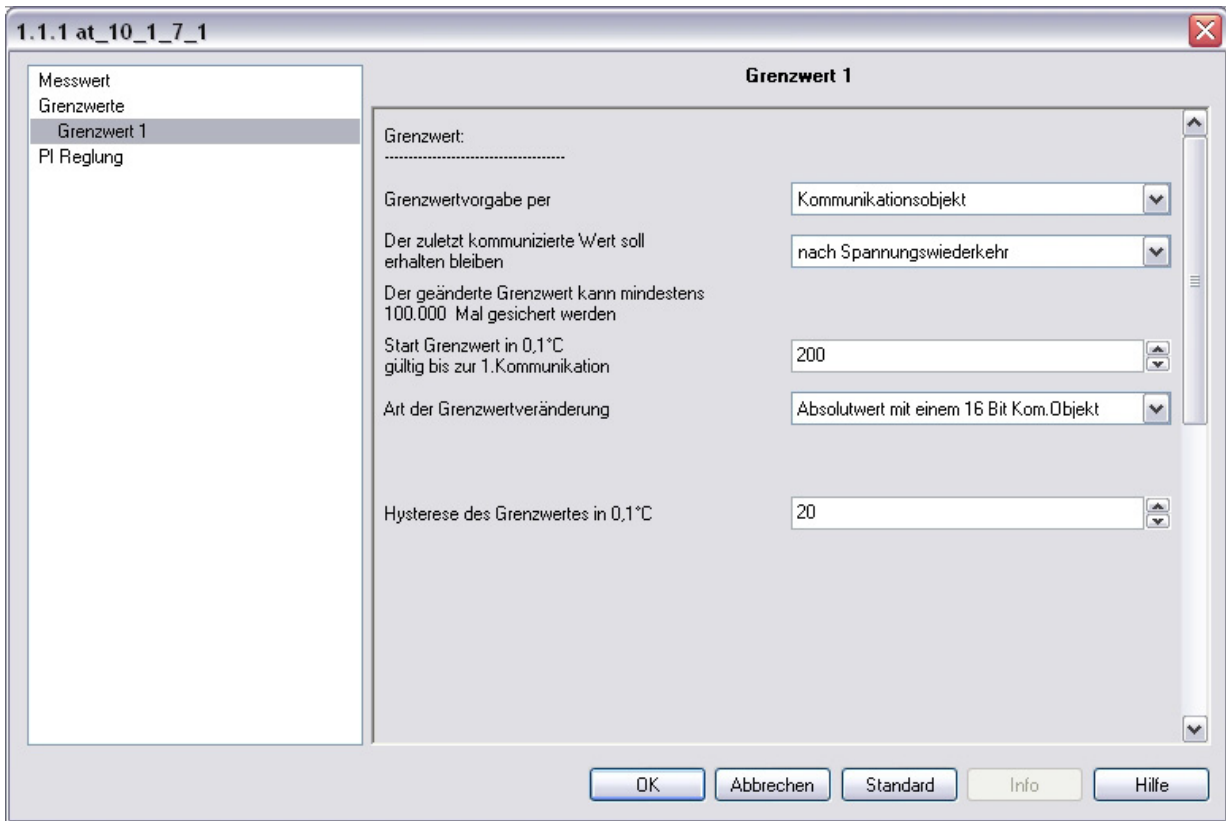 1.1.1 at_10_1_7_1
Messwert
Grenzwerte
Grenzwert 1
PI Reglung
Grenzwert 1
Grenzwert:
--------------------------------------
Grenzwertvorgabe per
Kommunikationsobjekt
Der zuletzt kommunizierte Wert soll
erhalten bleiben
nach Spannungswiederkehr
Der geänderte Grenzwert kann mindestens
100.000  Mal gesichert werden
Start Grenzwert in 0,1°C
gültig bis zur 1.Kommunikation
200
Art der Grenzwertveränderung
Absolutwert mit einem 16 Bit Kom.Objekt
Hysterese des Grenzwertes in 0,1°C
20
OK
Abbrechen
Standard
Info
Hilfe